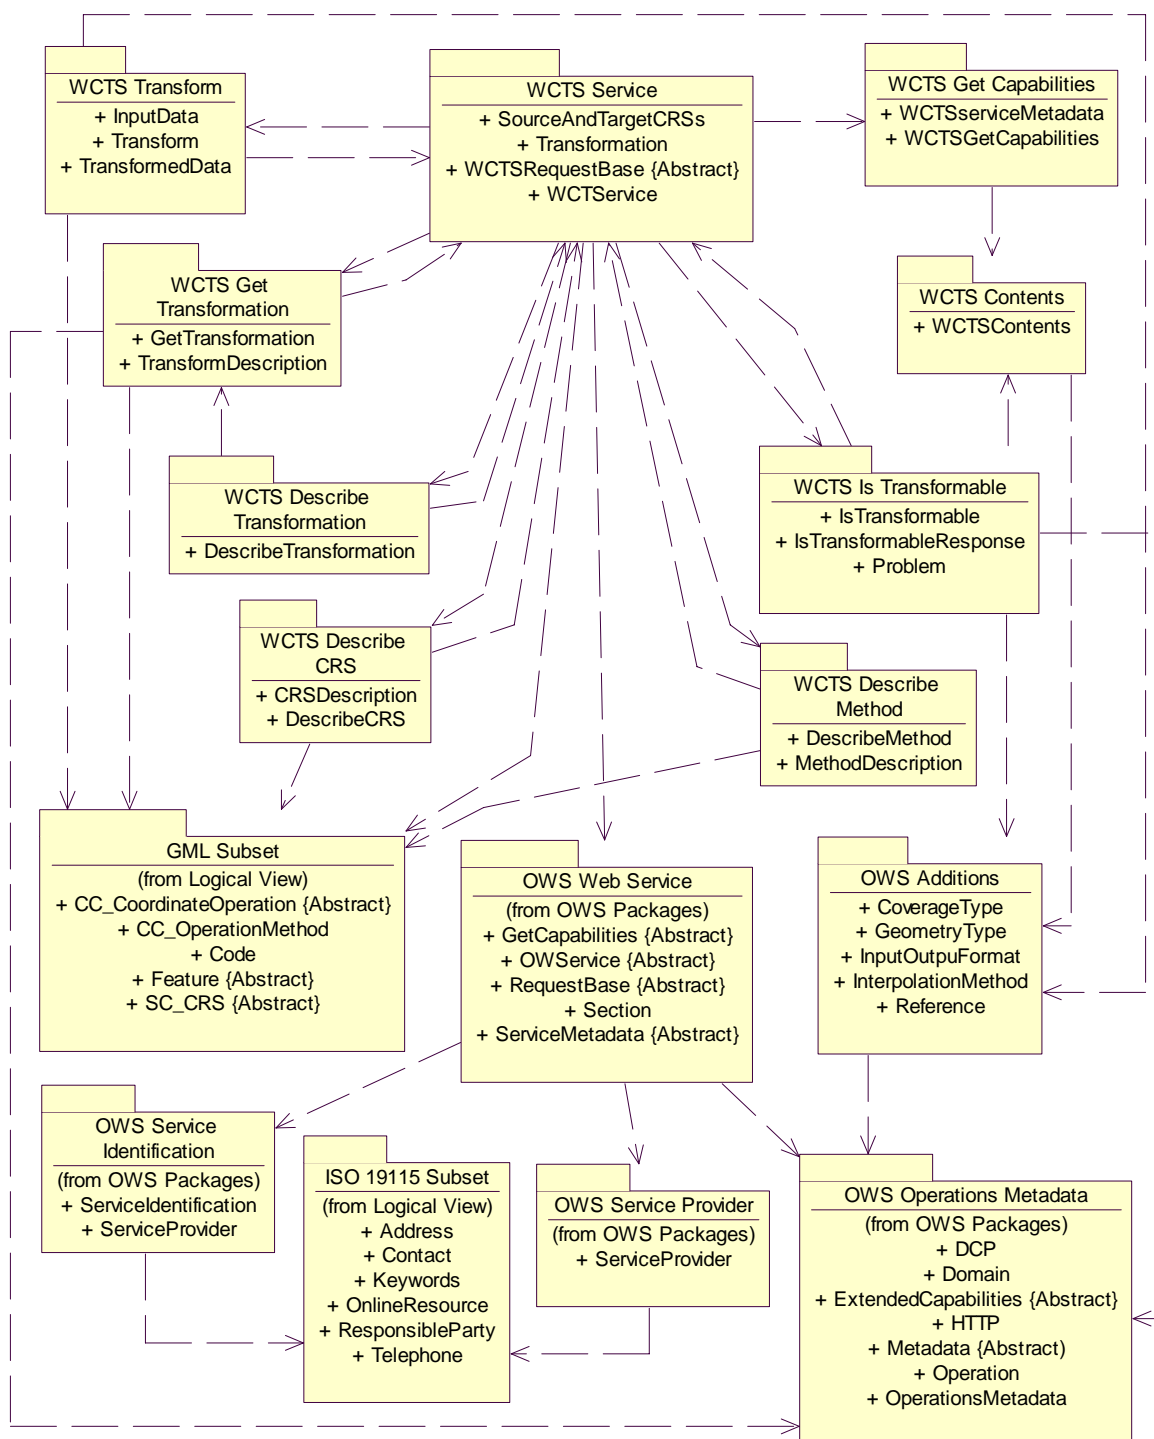 WCTS Transform
+ InputData
+ Transform
+ TransformedData
WCTS Service
+ SourceAndTargetCRSs
+ Transformation
+ WCTSRequestBase {Abstract}
+ WCTService
WCTS Get Capabilities
+ WCTSserviceMetadata
+ WCTSGetCapabilities
WCTS Get
Transformation
+ GetTransformation
+ TransformDescription
WCTS Contents
+ WCTSContents
WCTS Describe
Transformation
+ DescribeTransformation
WCTS Is Transformable
+ IsTransformable
+ IsTransformableResponse
+ Problem
WCTS Describe
CRS
+ CRSDescription
+ DescribeCRS
WCTS Describe
Method
+ DescribeMethod
+ MethodDescription
GML Subset
(from Logical View)
+ CC_CoordinateOperation {Abstract}
+ CC_OperationMethod
+ Code
+ Feature {Abstract}
+ SC_CRS {Abstract}
OWS Web Service
(from OWS Packages)
+ GetCapabilities {Abstract}
+ OWService {Abstract}
+ RequestBase {Abstract}
+ Section
+ ServiceMetadata {Abstract}
OWS Additions
+ CoverageType
+ GeometryType
+ InputOutpuFormat
+ InterpolationMethod
+ Reference
OWS Service
Identification
(from OWS Packages)
+ ServiceIdentification
+ ServiceProvider
ISO 19115 Subset
(from Logical View)
+ Address
+ Contact
+ Keywords
+ OnlineResource
+ ResponsibleParty
+ Telephone
OWS Service Provider
(from OWS Packages)
+ ServiceProvider
OWS Operations Metadata
(from OWS Packages)
+ DCP
+ Domain
+ ExtendedCapabilities {Abstract}
+ HTTP
+ Metadata {Abstract)
+ Operation
+ OperationsMetadata